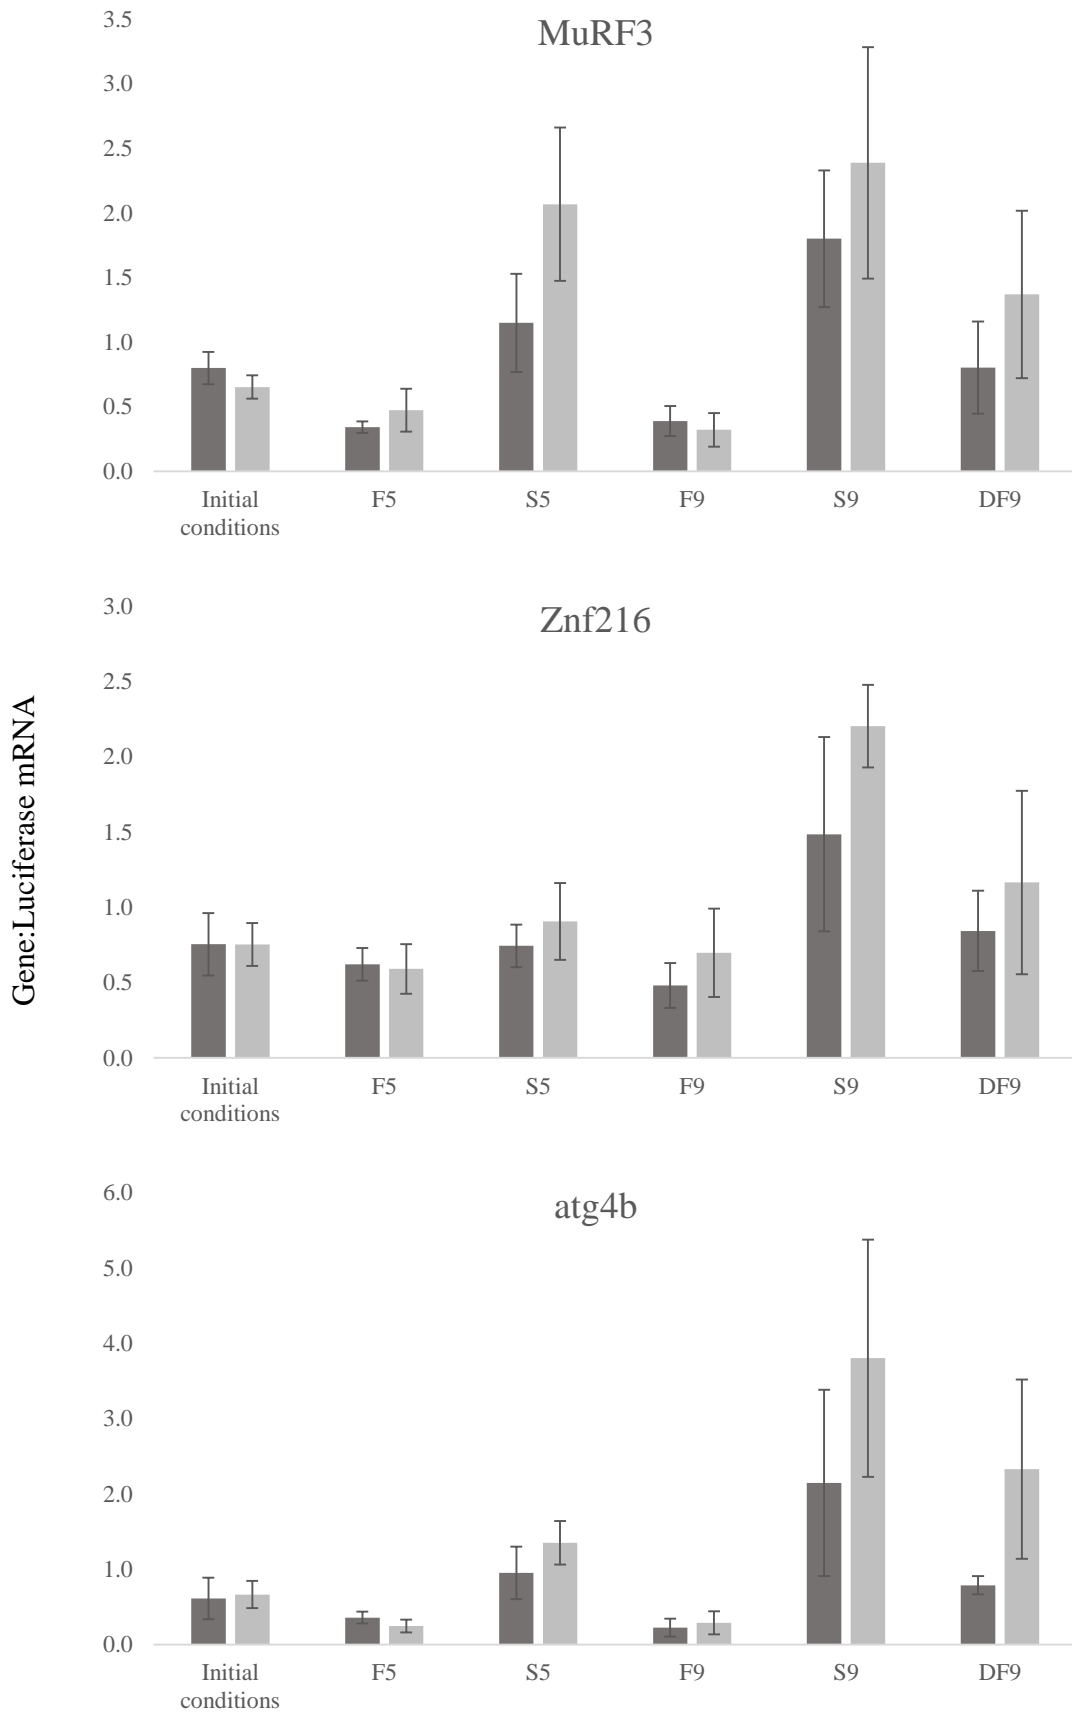 MuRF3
3.5
3.0
2.5
2.0
1.5
1.0
0.5
0.0
Initial conditions
F5
S5
F9
S9
DF9
Gene:Luciferase mRNA
Znf216
3.0
2.5
2.0
1.5
1.0
0.5
0.0
Initial conditions
F5
S5
F9
S9
DF9
atg4b
6.0
5.0
4.0
3.0
2.0
1.0
0.0
Initial conditions
F5
S5
F9
S9
DF9